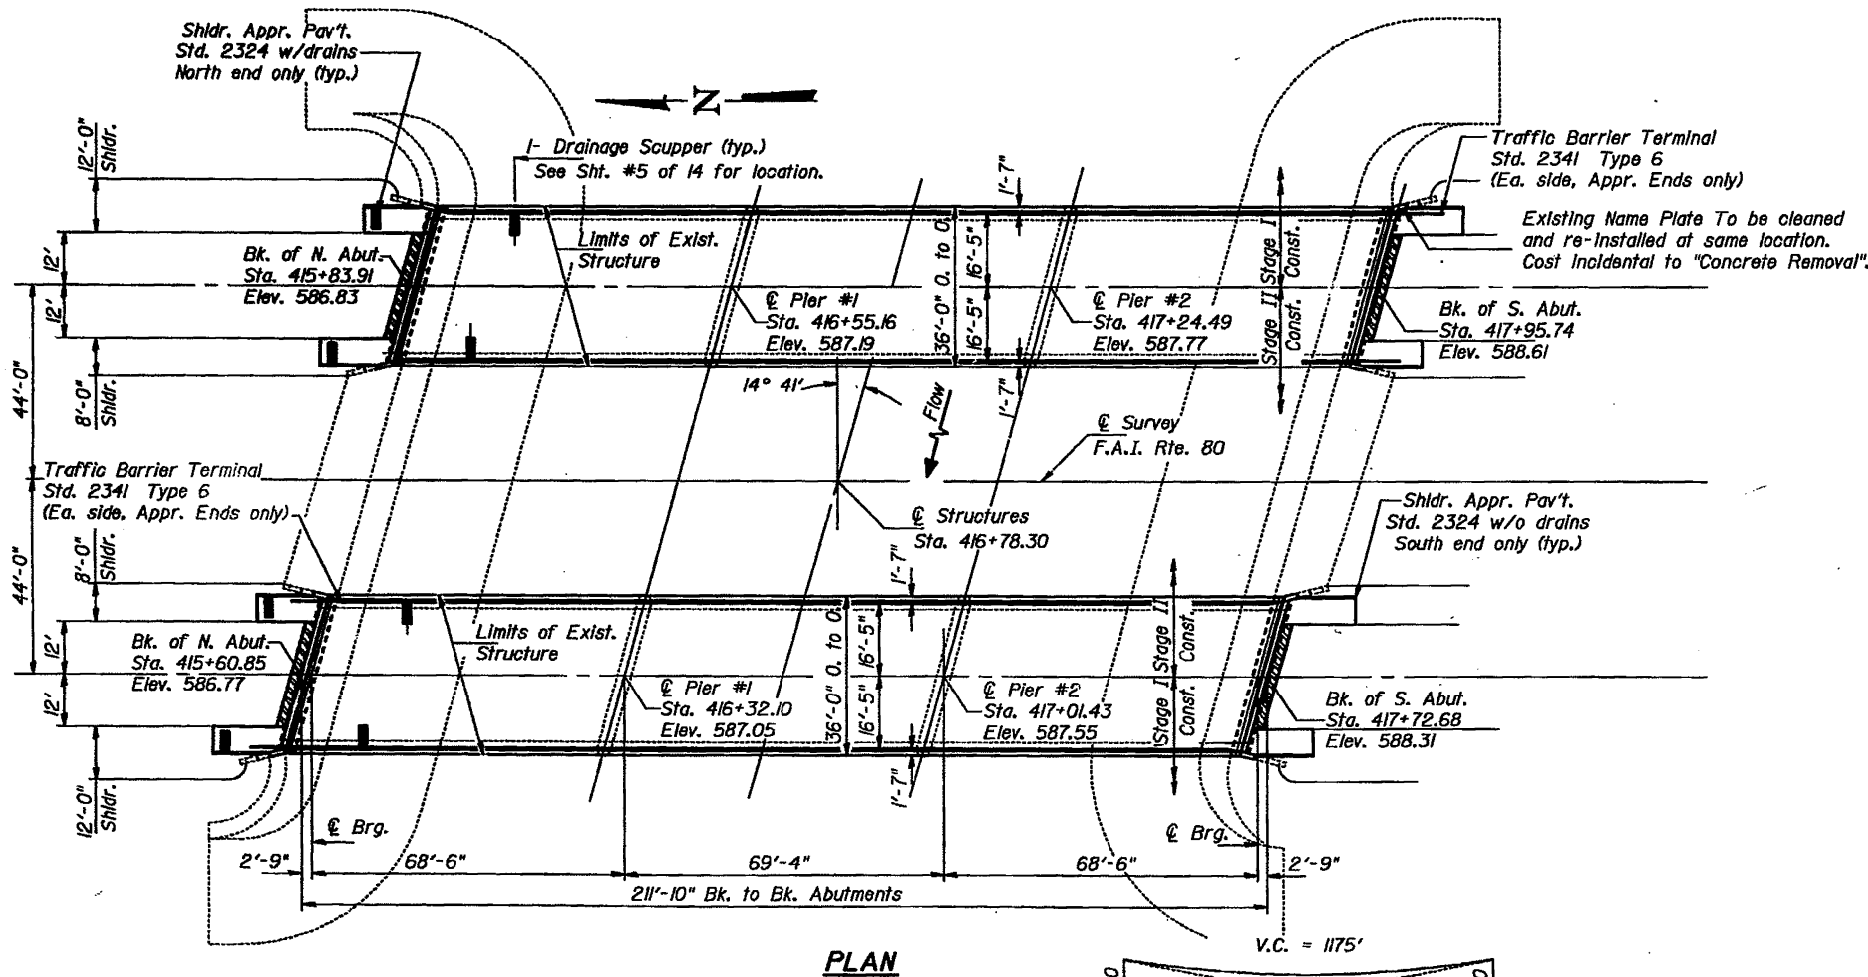 Shldr. Appr. Pav't.
Std. 2324 w/drains
North end only (typ.)
N
12'-0"
Shldr.
1- Drainage Scupper (typ.)
See Sht. #5 of 14 for location.
1'-7"
Traffic Barrier Terminal
Std. 2341 Type 6
(Ea. side, Appr. Ends only)
Existing Name Plate To be cleaned
and re-installed at same location.
Cost Incidental to "Concrete Removal".
12'
12'
Bk. of N. Abut.
Sta. 415+83.91
Elev. 586.83
Limits of Exist.
Structure
℄ Pier #1
Sta. 416+55.16
Elev. 587.19
36'-0" O. to O.
16'-5"
16'-5"
℄ Pier #2
Sta. 417+24.49
Elev. 587.77
Stage I
Const.
Stage II
Const.
Bk. of S. Abut.
Sta. 417+95.74
Elev. 588.61
44'-0"
8'-0"
Shldr.
14° 41'
1'-7"
Flow
℄ Survey
F.A.I. Rte. 80
Traffic Barrier Terminal
Std. 2341 Type 6
(Ea. side, Appr. Ends only)
℄ Structures
Sta. 416+78.30
Shldr. Appr. Pav't.
Std. 2324 w/o drains
South end only (typ.)
44'-0"
8'-0"
Shldr.
1'-7"
12'
12'
Bk. of N. Abut.
Sta. 415+60.85
Elev. 586.77
Limits of Exist.
Structure
℄ Pier #1
Sta. 416+32.10
Elev. 587.05
36'-0" O. to O.
16'-5"
16'-5"
℄ Pier #2
Sta. 417+01.43
Elev. 587.55
Stage II
Const.
Stage I
Const.
Bk. of S. Abut.
Sta. 417+72.68
Elev. 588.31
12'-0"
Shldr.
1'-7"
℄ Brg.
℄ Brg.
2'-9"
68'-6"
69'-4"
68'-6"
2'-9"
211'-10" Bk. to Bk. Abutments
PLAN
V.C. = 1175'